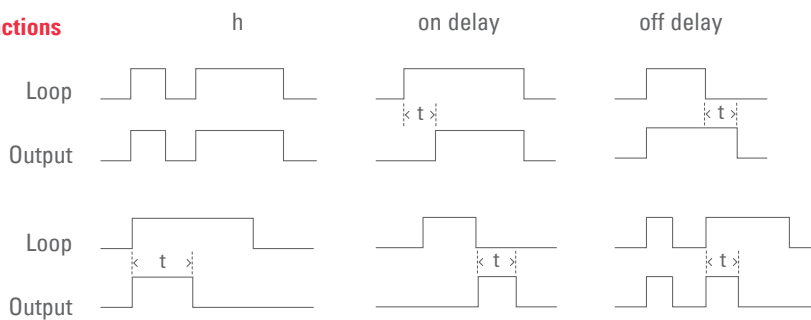 ctions
h on delay off delay
Loop
t t
Output
Loop
t t t
Output